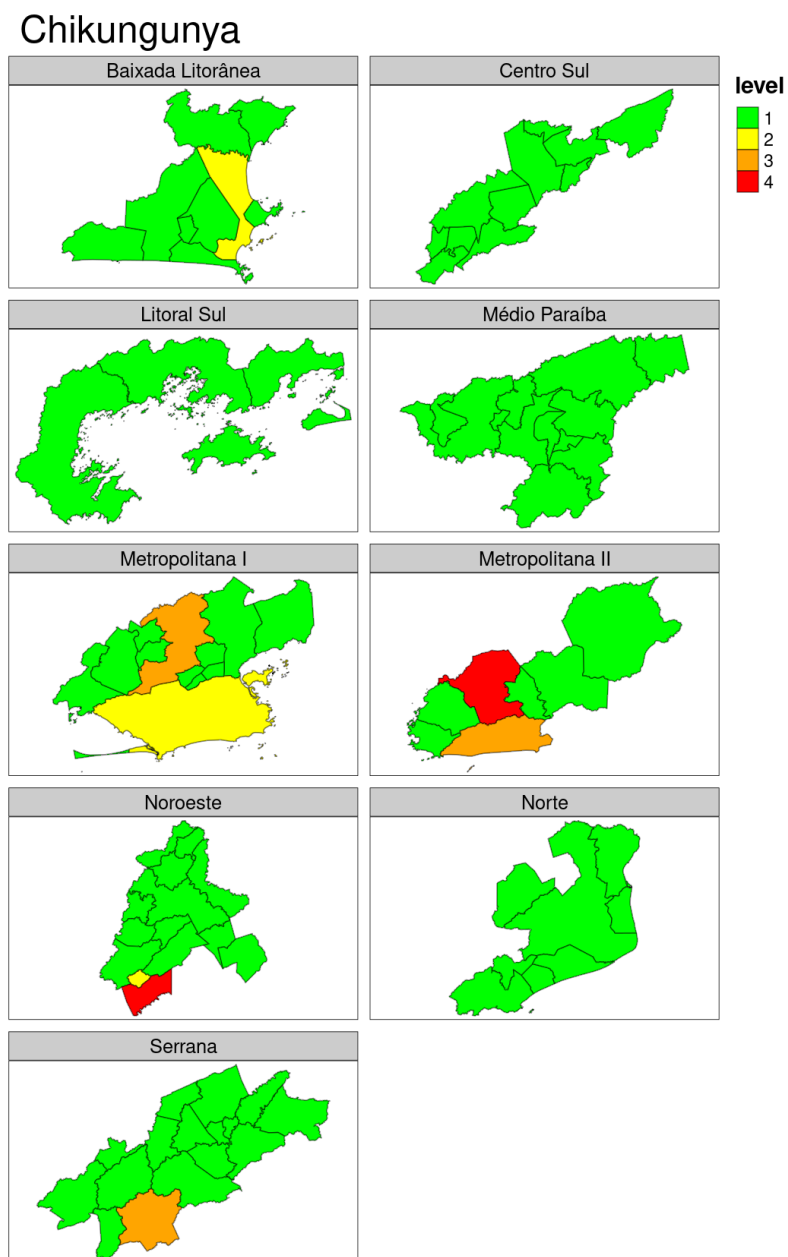 Chikungunya
Baixada Litorânea
Centro Sul
level
1
2
3
4
Litoral Sul
Médio Paraíba
Metropolitana I
Metropolitana II
Noroeste
Norte
Serrana